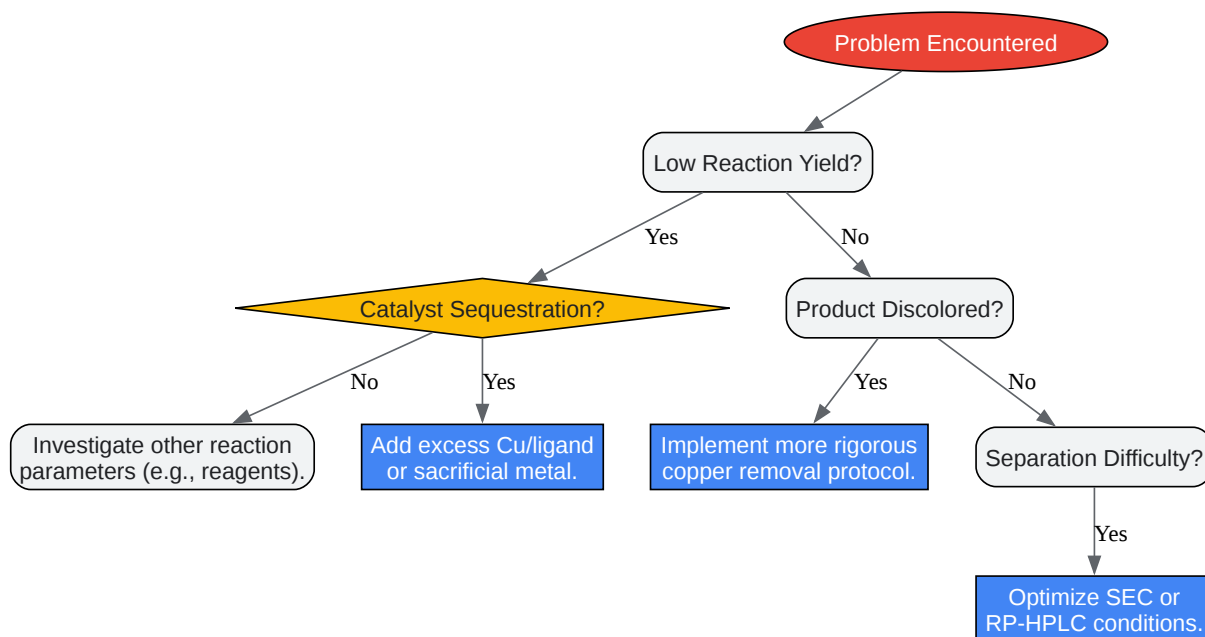 Problem Encountered
Low Reaction Yield?
Yes
No
Catalyst Sequestration?
Product Discolored?
No
Yes
Yes
No
Investigate other reaction
parameters (e.g., reagents).
Add excess Cu/ligand
or sacrificial metal.
Implement more rigorous
copper removal protocol.
Separation Difficulty?
Yes
Optimize SEC or
RP-HPLC conditions.